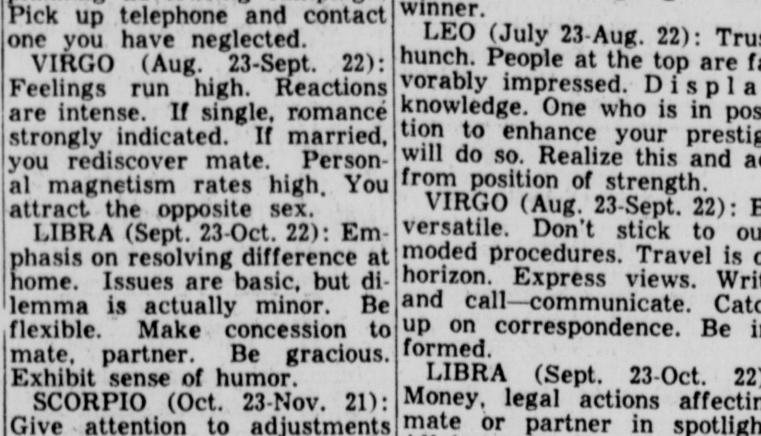 Pick up telephone and contact
one you have neglected.
VIRGO (Aug. 23-Sept. 22):
Feelings run high. Reactions
are intense. If single, romance
strongly indicated. If married,
you rediscover mate. Person-
al magnetism rates high. You
attract the opposite sex.
LIBRA (Sept. 23-Oct. 22): Em-
phasis on resolving difference at
home. Issues are basic, but di-
lemma is actually minor. Be
flexible. Make concession to
mate, partner. Be gracious.
Exhibit sense of humor.
SCORPIO (Oct. 23-Nov. 21):
Give attention to adjustments
winner.
LEO (July 23-Aug. 22): Trus
hunch. People at the top are fa
vorably impressed. Displa
knowledge. One who is in pos
tion to enhance your prestig
will do so. Realize this and a
from position of strength.
VIRGO (Aug. 23-Sept. 22): B
versatile. Don't stick to ou
moded procedures. Travel is o
horizon. Express views. Writ
and call—communicate. Catc
up on correspondence. Be i
formed.
LIBRA (Sept. 23-Oct. 22)
Money, legal actions affectin
mate or partner in spotligh